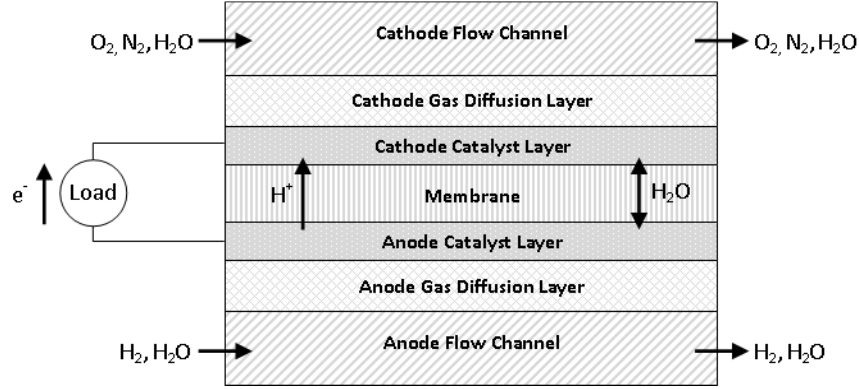 Cathode Flow Channel
O₂, N₂, H₂O
O₂, N₂, H₂O
Cathode Gas Diffusion Layer
Cathode Catalyst Layer
e⁻
Load
H⁺
Membrane
H₂O
Anode Catalyst Layer
Anode Gas Diffusion Layer
H₂, H₂O
Anode Flow Channel
H₂, H₂O